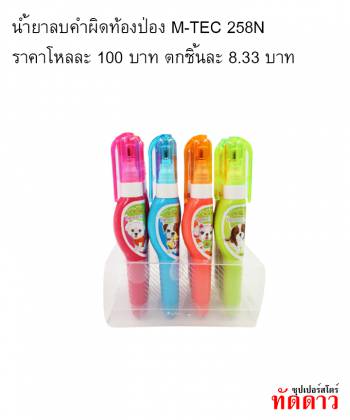 น้ำยาลบคำผิดท้องป่อง M-TEC 258N
ราคาโหลละ 100 บาท ตกชิ้นละ 8.33 บาท
ซุปเปอร์สโตร์
ทัดดาว